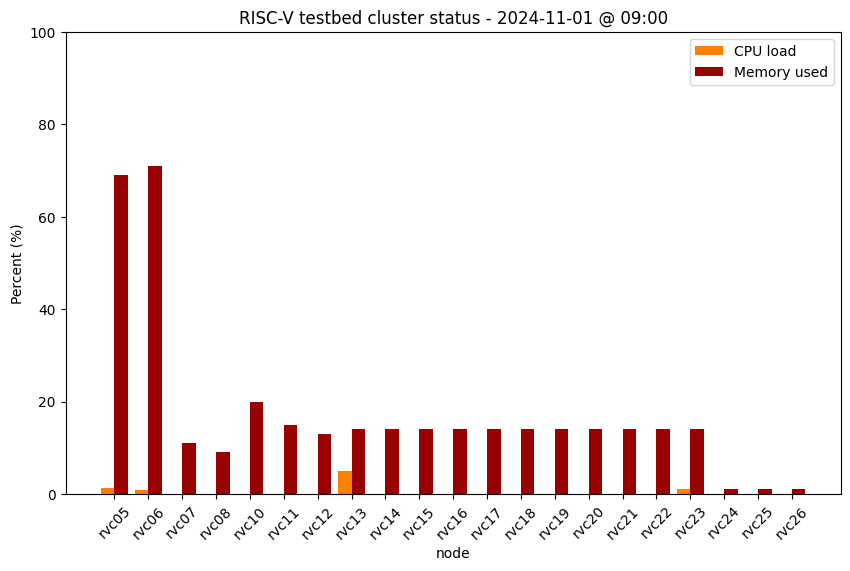 RISC-V testbed cluster status - 2024-11-01 @ 09:00
CPU load
Memory used
Percent (%)
100
80
60
40
20
0
rvc05
rvc06
rvc07
rvc08
rvc10
rvc11
rvc12
rvc13
rvc14
rvc15
rvc16
rvc17
rvc18
rvc19
rvc20
rvc21
rvc22
rvc23
rvc24
rvc25
rvc26
node